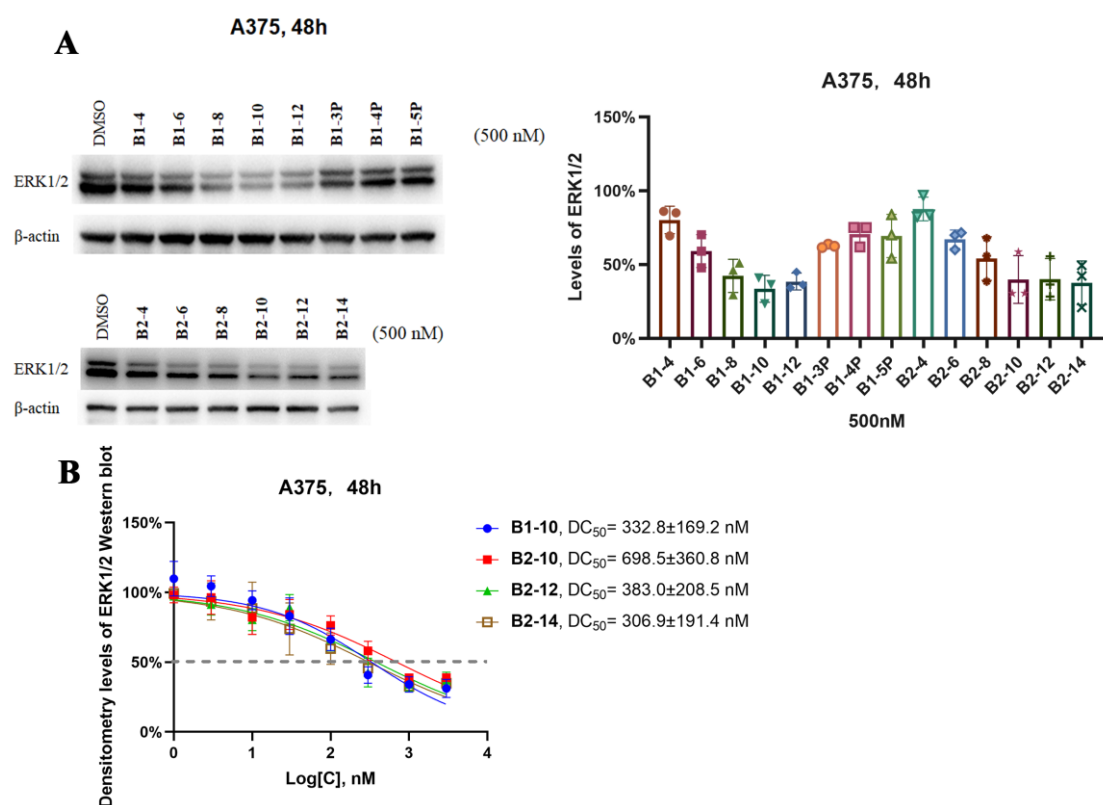 A
A375, 48h
DMSO B1-4 B1-6 B1-8 B1-10 B1-12 B1-3P B1-4P B1-5P (500 nM)
ERK1/2
β-actin
DMSO B2-4 B2-6 B2-8 B2-10 B2-12 B2-14 (500 nM)
ERK1/2
β-actin
A375, 48h
Levels of ERK1/2
150%
100%
50%
0%
B1-4 B1-6 B1-8 B1-10 B1-12 B1-3P B1-4P B1-5P B2-4 B2-6 B2-8 B2-10 B2-12 B2-14
500nM
B
A375, 48h
Densitometry levels of ERK1/2 Western blot
150%
100%
50%
0%
0 1 2 3 4
Log[C], nM
B1-10, DC50= 332.8±169.2 nM
B2-10, DC50= 698.5±360.8 nM
B2-12, DC50= 383.0±208.5 nM
B2-14, DC50= 306.9±191.4 nM